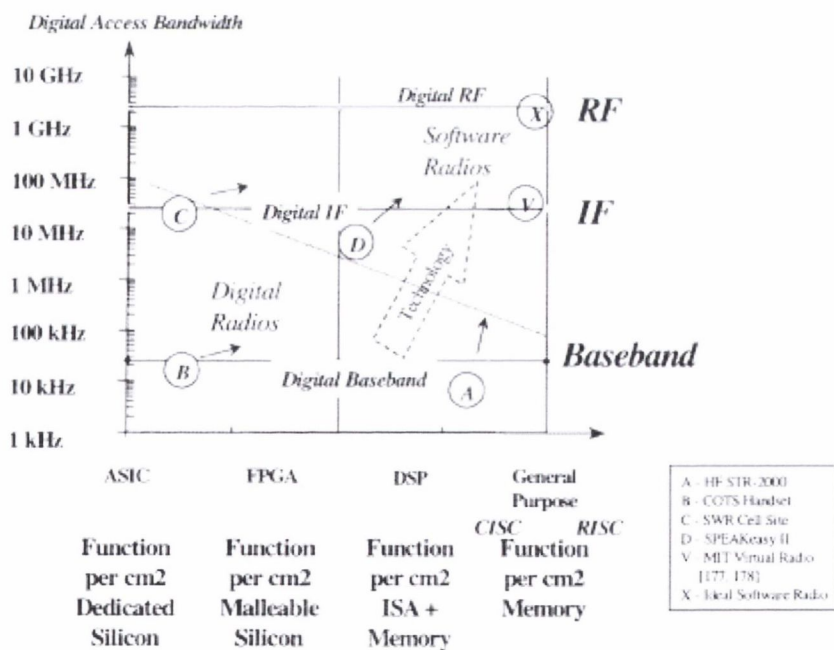 Digital Access Bandwidth
10 GHz
Digital RF
X
RF
1 GHz
Software
Radios
100 MHz
C
Digital IF
V
IF
10 MHz
D
1 MHz
Digital
Radios
Technology
100 kHz
B
Digital Baseband
Baseband
10 kHz
A
1 kHz
ASIC
FPGA
DSP
General
Purpose
CISC
RISC
Function
per cm2
Dedicated
Silicon
Function
per cm2
Malleable
Silicon
Function
per cm2
ISA +
Memory
Function
per cm2
Memory
A - HF STR-2000
B - COTS Handset
C - SWR Cell Site
D - SPEAKeasy II
V - MIT Virtual Radio
[177, 178]
X - Ideal Software Radio